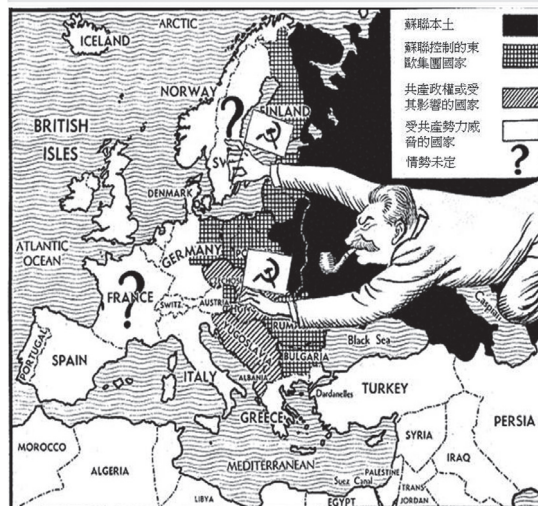 ARCTIC
ICELAND
蘇聯本土
蘇聯控制的東
歐集團國家
共產政權或受
其影響的國家
受共產勢力威
脅的國家
情勢未定
?
NORWAY
?
FINLAND
BRITISH
ISLES
SW
DENMARK
ATLANTIC
OCEAN
GERMANY
FRANCE
?
SWITZ
AUSTR
HUN
RUM
Caspian
YUGOSLAVIA
BULGARIA
Black Sea
PORTUGAL
SPAIN
ITALY
ALBANIA
Dardanelles
TURKEY
GREECE
PERSIA
MOROCCO
ALGERIA
MEDITERRANEAN
SYRIA
IRAQ
PALESTINE
Suez Canal
TRANS
JORDAN
LIBYA
EGYPT